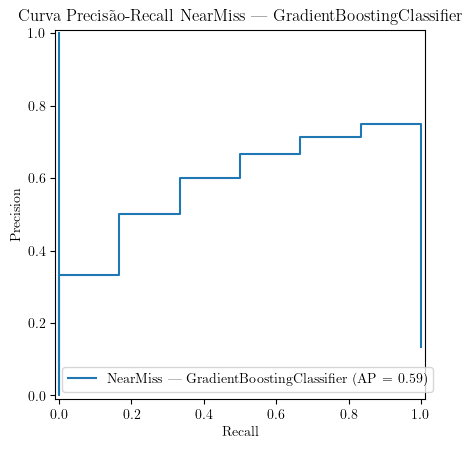 Curva Precisão-Recall NearMiss — GradientBoostingClassifier
1.0
0.8
0.6
0.4
0.2
0.0
Precision
NearMiss — GradientBoostingClassifier (AP = 0.59)
0.0 0.2 0.4 0.6 0.8 1.0
Recall